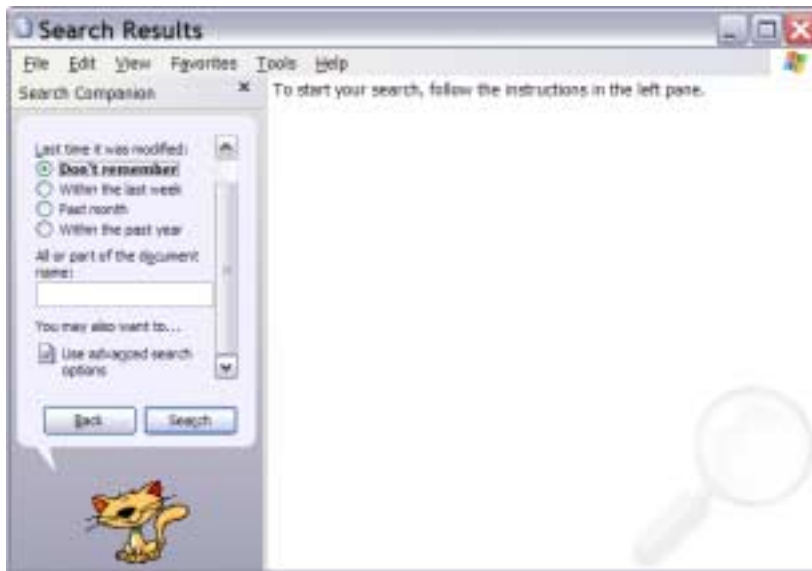 Search Results
File Edit View Favorites Tools Help
Search Companion
To start your search, follow the instructions in the left pane.
Last time it was modified:
Don't remember
Within the last week
Past month
Within the past year
All or part of the document
name:
You may also want to...
Use advanced search
options
Back
Search